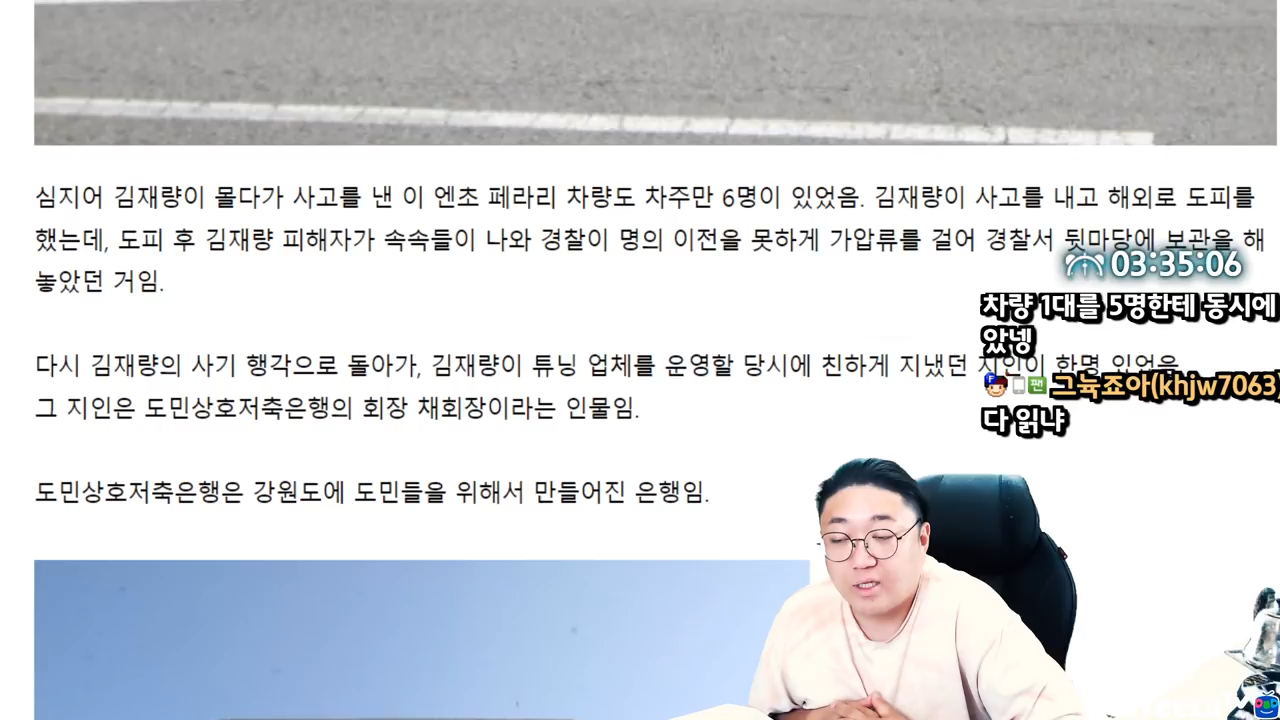 심지어 김재량이 몰다가 사고를 낸 이 엔초 페라리 차량도 차주만 6명이 있었음. 김재량이 사고를 내고 해외로 도피를
했는데, 도피 후 김재량 피해자가 속속들이 나와 경찰이 명의 이전을 못하게 가압류를 걸어 경찰서 뒷마당에 보관을 해
놓았던 거임.
03:35:06
차량 1대를 5명한테 동시에
았넹
다시 김재량의 사기 행각으로 돌아가, 김재량이 튜닝 업체를 운영할 당시에 친하게 지냈던 지인이 한명 있었음
그 지인은 도민상호저축은행의 회장 채회장이라는 인물임.
F 팬 그뉵죠아(khjw7063)
다 읽냐
도민상호저축은행은 강원도에 도민들을 위해서 만들어진 은행임.